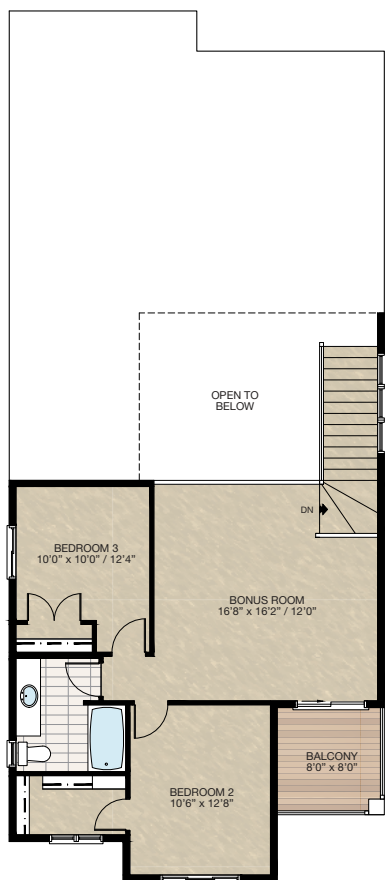 OPEN TO
BELOW
DN
BEDROOM 3
10'0" x 10'0" / 12'4"
BONUS ROOM
16'8" x 16'2" / 12'0"
BALCONY
8'0" x 8'0"
BEDROOM 2
10'6" x 12'8"